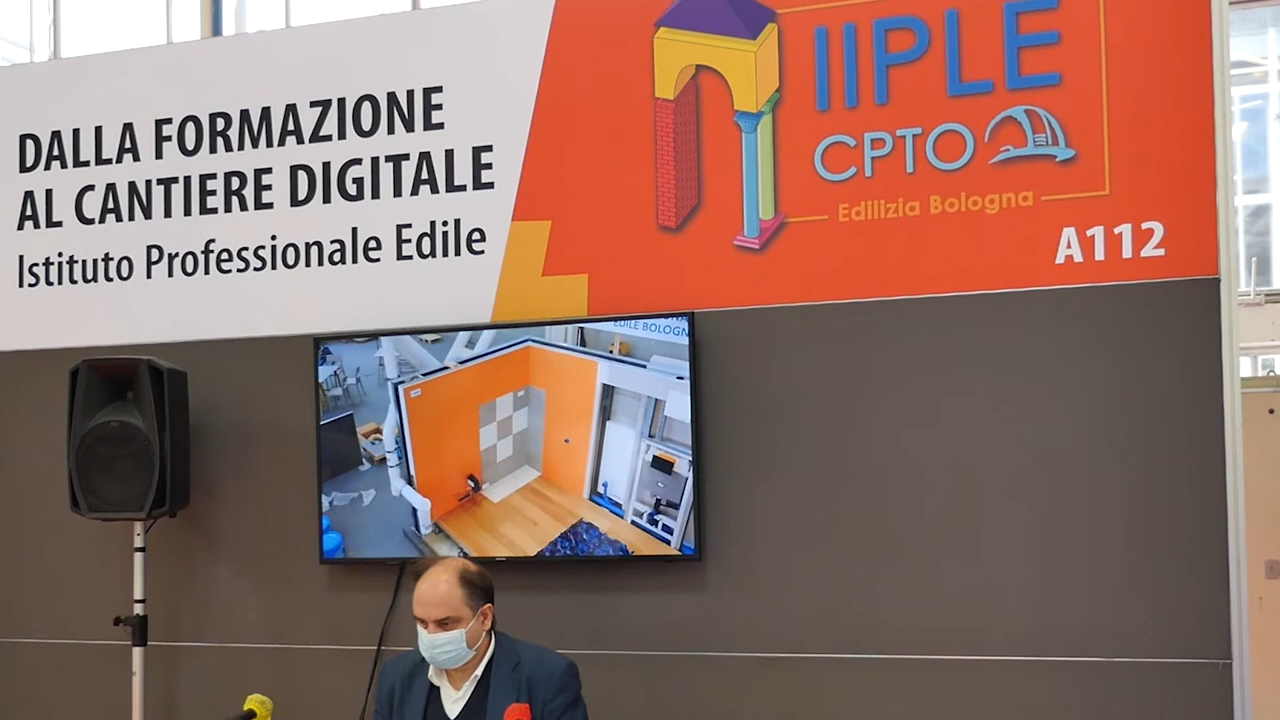 DALLA FORMAZIONE
AL CANTIERE DIGITALE
Istituto Professionale Edile
IIPLE
CPTO
Edilizia Bologna
A112
EDILE BOLOGN